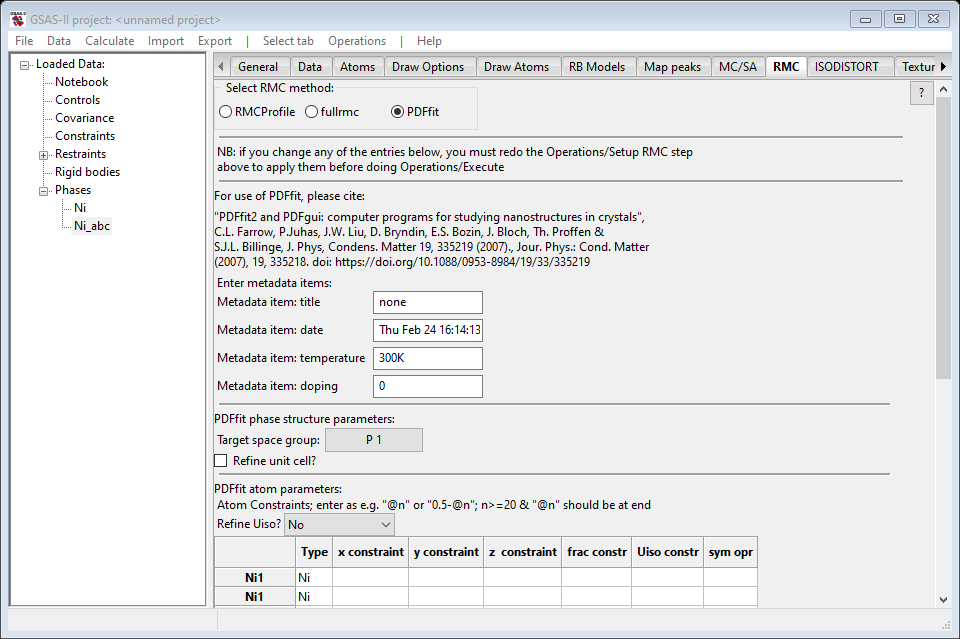 GSAS-II project: <unnamed project>
File Data Calculate Import Export | Select tab Operations | Help
Loaded Data:
Notebook
Controls
Covariance
Constraints
Restraints
Rigid bodies
Phases
Ni
Ni_abc
General Data Atoms Draw Options Draw Atoms RB Models Map peaks MC/SA RMC ISODISTORT Textur
Select RMC method:
?
RMCProfile fullrmc PDFfit
NB: if you change any of the entries below, you must redo the Operations/Setup RMC step
above to apply them before doing Operations/Execute
For use of PDFfit, please cite:
"PDFfit2 and PDFgui: computer programs for studying nanostructures in crystals",
C.L. Farrow, P.Juhas, J.W. Liu, D. Bryndin, E.S. Bozin, J. Bloch, Th. Proffen &
S.J.L. Billinge, J. Phys, Condens. Matter 19, 335219 (2007)., Jour. Phys.: Cond. Matter
(2007), 19, 335218. doi: https://doi.org/10.1088/0953-8984/19/33/335219
Enter metadata items:
Metadata item: title none
Metadata item: date Thu Feb 24 16:14:13
Metadata item: temperature 300K
Metadata item: doping 0
PDFfit phase structure parameters:
Target space group: P 1
Refine unit cell?
PDFfit atom parameters:
Atom Constraints; enter as e.g. "@n" or "0.5-@n"; n>=20 & "@n" should be at end
Refine Uiso? No
Type x constraint y constraint z constraint frac constr Uiso constr sym opr
Ni1 Ni
Ni1 Ni